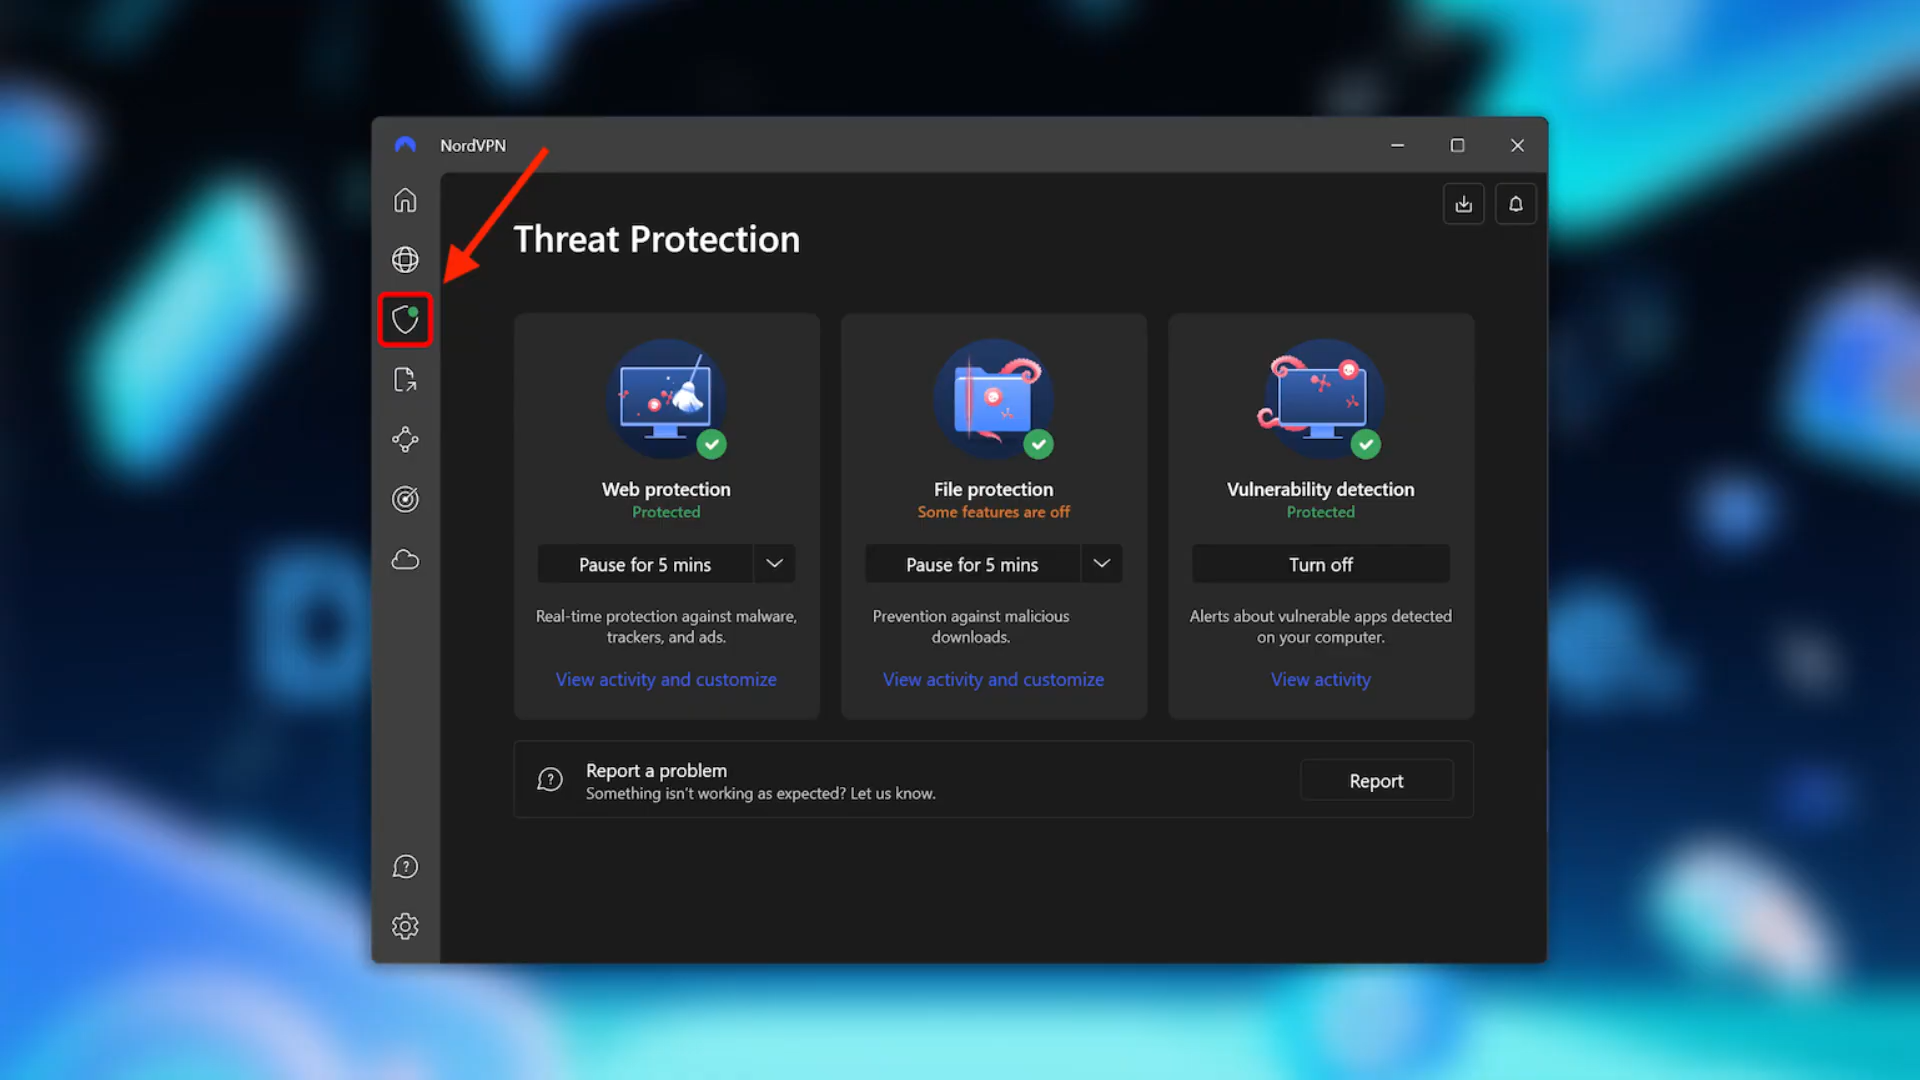 NordVPN
Threat Protection
Web protection
Protected
Pause for 5 mins
Real-time protection against malware,
trackers, and ads.
View activity and customize
File protection
Some features are off
Pause for 5 mins
Prevention against malicious
downloads.
View activity and customize
Vulnerability detection
Protected
Turn off
Alerts about vulnerable apps detected
on your computer.
View activity
Report a problem
Something isn't working as expected? Let us know.
Report